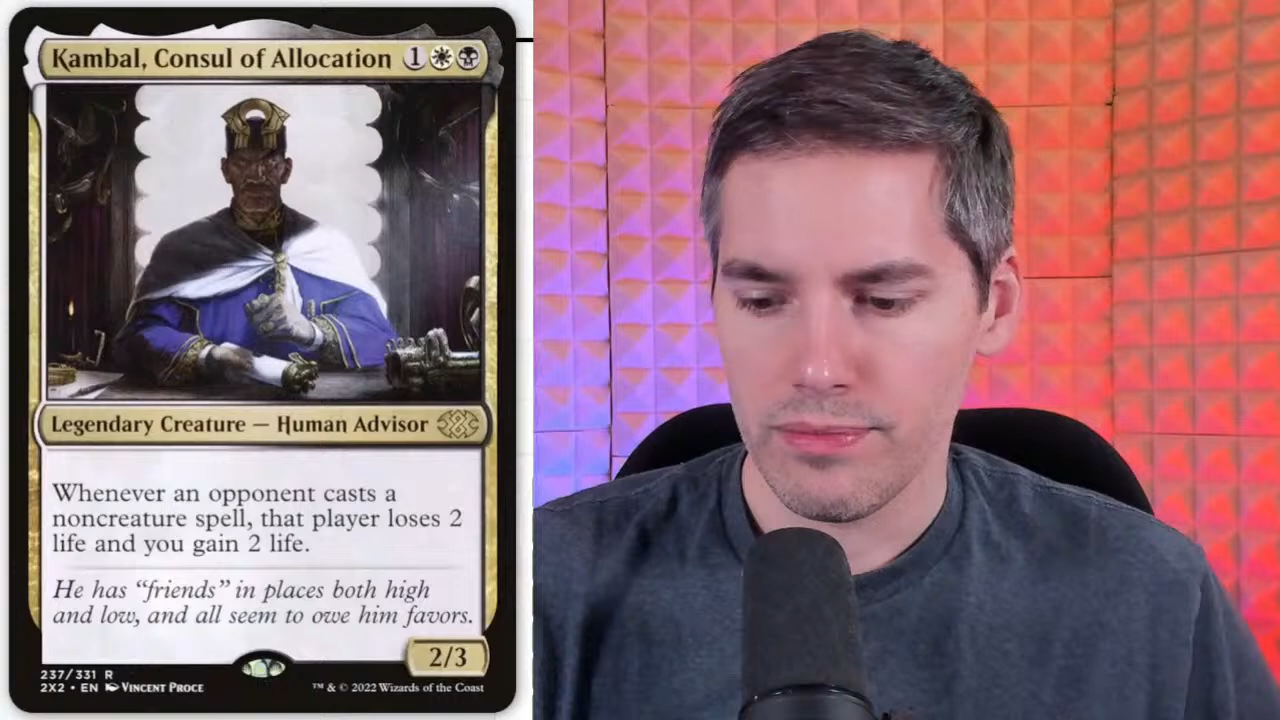 Kambal, Consul of Allocation 1
Legendary Creature — Human Advisor
Whenever an opponent casts a
noncreature spell, that player loses 2
life and you gain 2 life.
He has “friends” in places both high
and low, and all seem to owe him favors.
2/3
237/331 R
2X2 • EN Vincent Proce
™ & © 2022 Wizards of the Coast